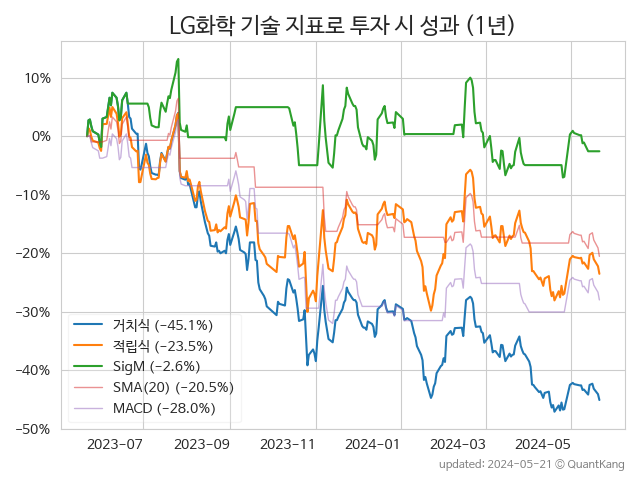 LG화학 기술 지표로 투자 시 성과 (1년)
10%
0%
−10%
−20%
−30%
−40%
−50%
거치식 (−45.1%)
적립식 (−23.5%)
SigM (−2.6%)
SMA(20) (−20.5%)
MACD (−28.0%)
2023−07
2023−09
2023−11
2024−01
2024−03
2024−05
updated: 2024-05-21 © QuantKang